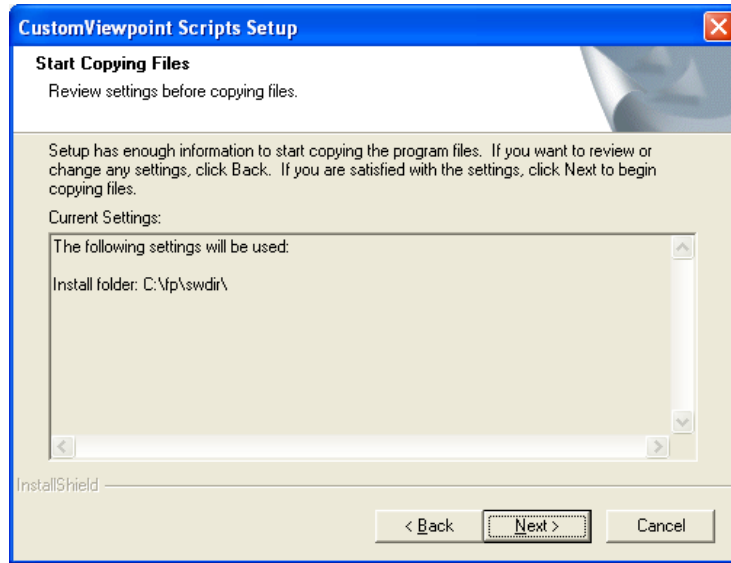 CustomViewpoint Scripts Setup
Start Copying Files
Review settings before copying files.
Setup has enough information to start copying the program files.  If you want to review or
change any settings, click Back.  If you are satisfied with the settings, click Next to begin
copying files.
Current Settings:
The following settings will be used:
Install folder: C:\fp\swdir\
InstallShield
< Back
Next >
Cancel